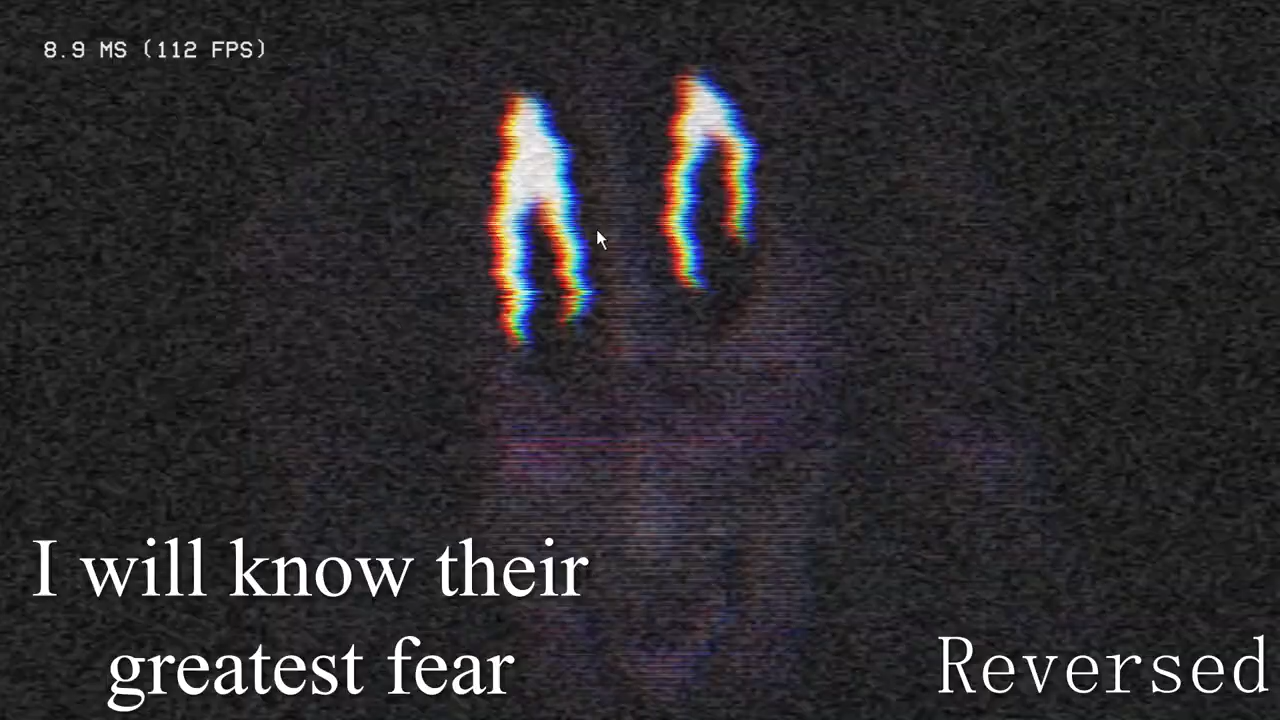 8.9 MS (112 FPS)
I will know their
greatest fear
Reversed